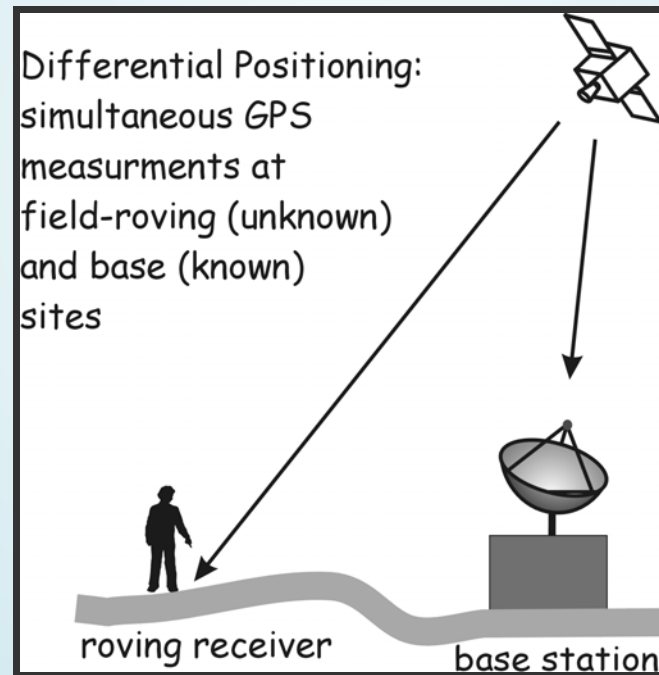 Differential Positioning:
simultaneous GPS
measurments at
field-roving (unknown)
and base (known)
sites
roving receiver
base station